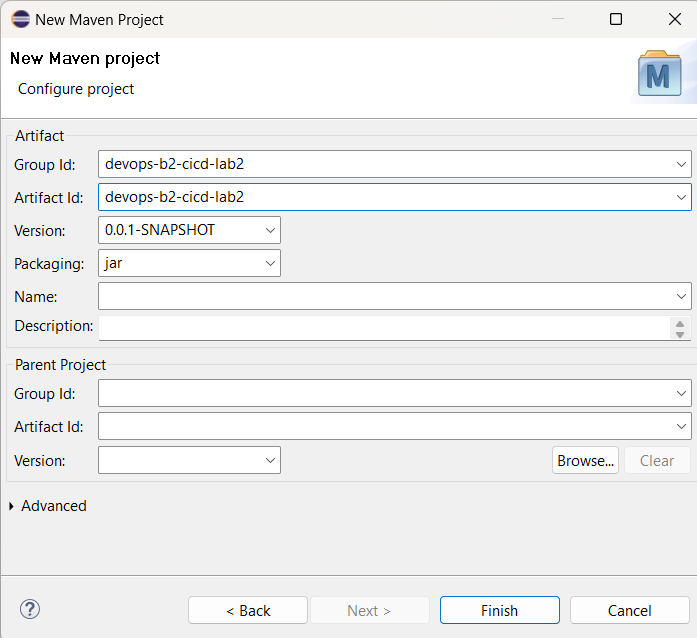 New Maven Project
New Maven project
Configure project
M
Artifact
Group Id: devops-b2-cicd-lab2
Artifact Id: devops-b2-cicd-lab2
Version: 0.0.1-SNAPSHOT
Packaging: jar
Name:
Description:
Parent Project
Group Id:
Artifact Id:
Version: Browse... Clear
Advanced
? < Back Next > Finish Cancel